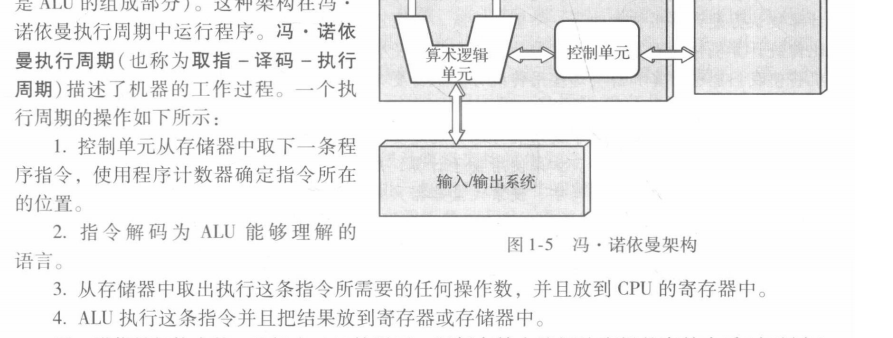 是 ALU 的组成部分）。这种架构在冯·
诺依曼执行周期中运行程序。冯·诺依
曼执行周期（也称为取指－译码－执行
周期）描述了机器的工作过程。一个执
行周期的操作如下所示：
1. 控制单元从存储器中取下一条程
序指令，使用程序计数器确定指令所在
的位置。
2. 指令解码为 ALU 能够理解的
语言。
算术逻辑
单元
控制单元
输入/输出系统
图 1-5 冯·诺依曼架构
3. 从存储器中取出执行这条指令所需要的任何操作数，并且放到 CPU 的寄存器中。
4. ALU 执行这条指令并且把结果放到寄存器或存储器中。